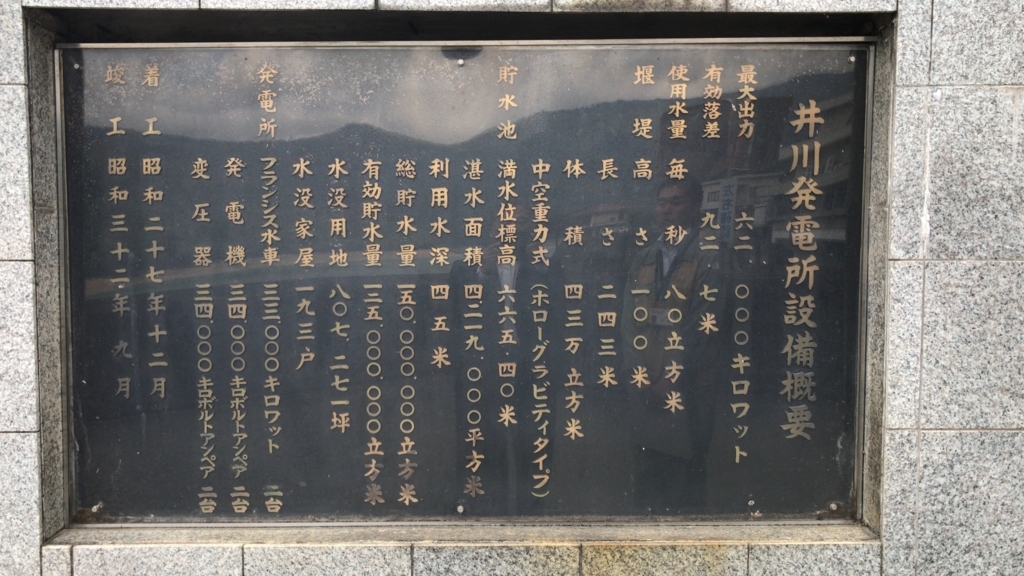 井川発電所設備概要
最大出力 六二.〇〇〇キロワット
有効落差 九二.七米
使用水量 毎秒 八〇立方米
堰堤 高さ 一〇〇米
長さ 二四三米
体積 四三万立方米
中空重力式(ホローグラビティタイプ)
貯水池 満水位標高 六六五.四〇米
湛水面積 四二一九.〇〇〇平方米
利用水深 四五米
総貯水量 一五〇.〇〇〇.〇〇〇立方米
有効貯水量 一二五.〇〇〇.〇〇〇立方米
水没用地 八〇七.二七一坪
水没家屋 一九三戸
発電所 フランシス水車 三三〇〇〇キロワット 二台
発電機 三四〇〇〇キロボルトアンペア 二台
変圧器 三四〇〇〇キロボルトアンペア 二台
着工 昭和二十七年十二月
竣工 昭和三十二年九月